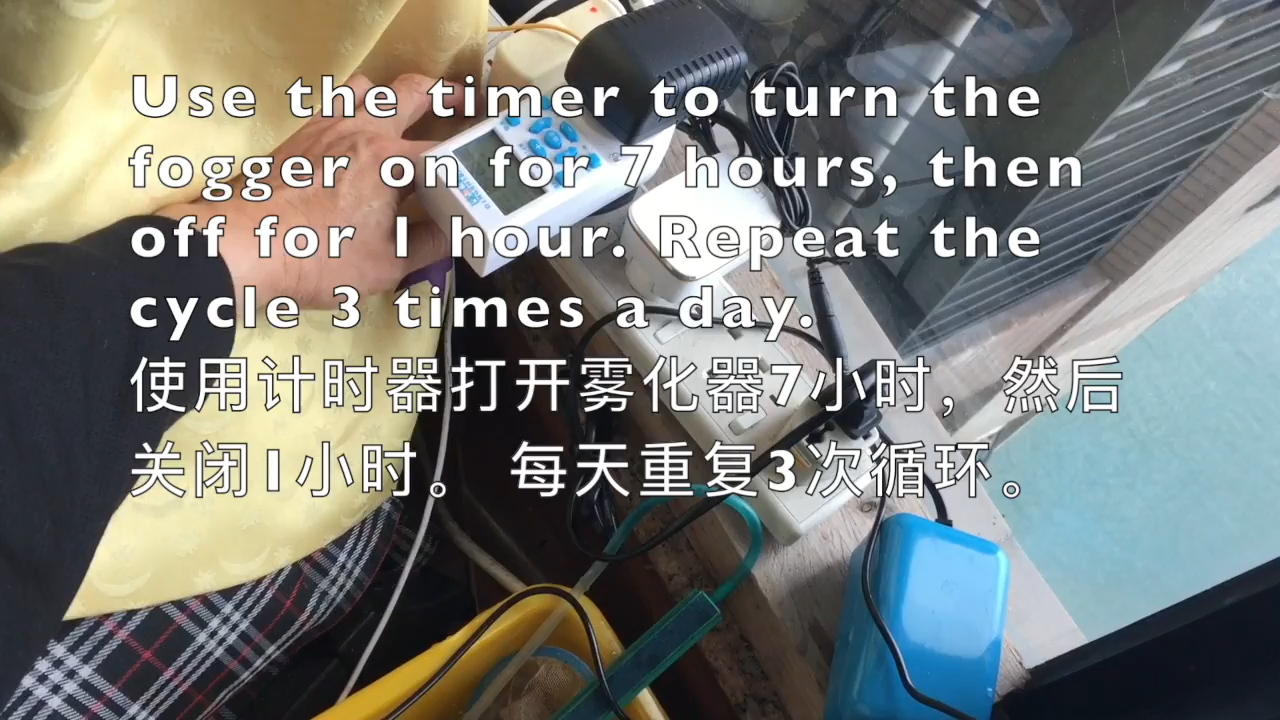 Use the timer to turn the
fogger on for 7 hours, then
off for 1 hour. Repeat the
cycle 3 times a day.
使用计时器打开雾化器7小时，然后
关闭1小时。 每天重复3次循环。